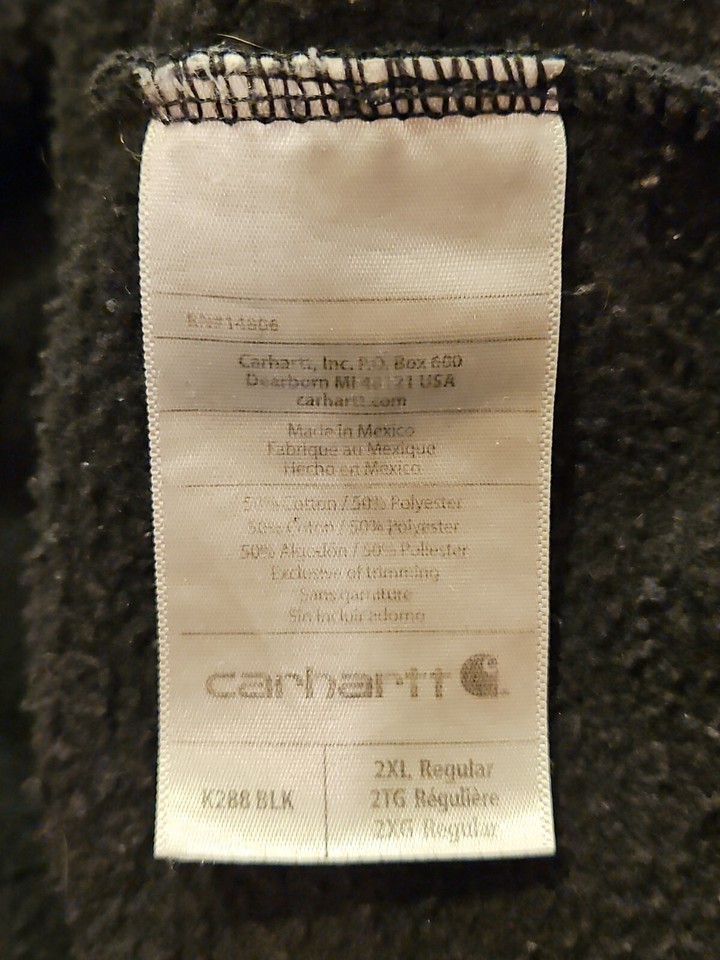 RN#14806
Carhartt, Inc. P.O. Box 600
Dearborn MI 48121 USA
carhartt.com
Made in Mexico
Fabriqué au Mexique
Hecho en Mexico
50% Cotton / 50% Polyester
50% Coton / 50% Polyester
50% Algodón / 50% Poliester
Exclusive of trimming
Sans garniture
Sin incluir adorno
carhartt
K288 BLK
2XL Regular
2TG Régulière
2XG Regular